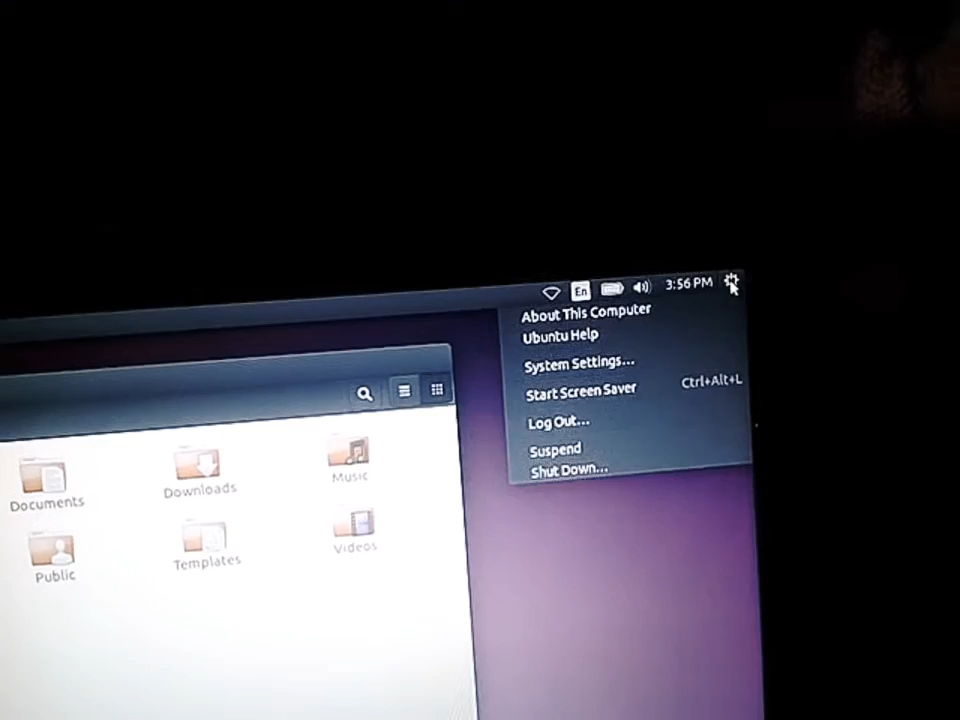 En 3:56 PM
About This Computer
Ubuntu Help
System Settings...
Start Screen Saver Ctrl+Alt+L
Log Out...
Suspend
Shut Down...
Documents Downloads Music
Public Templates Videos